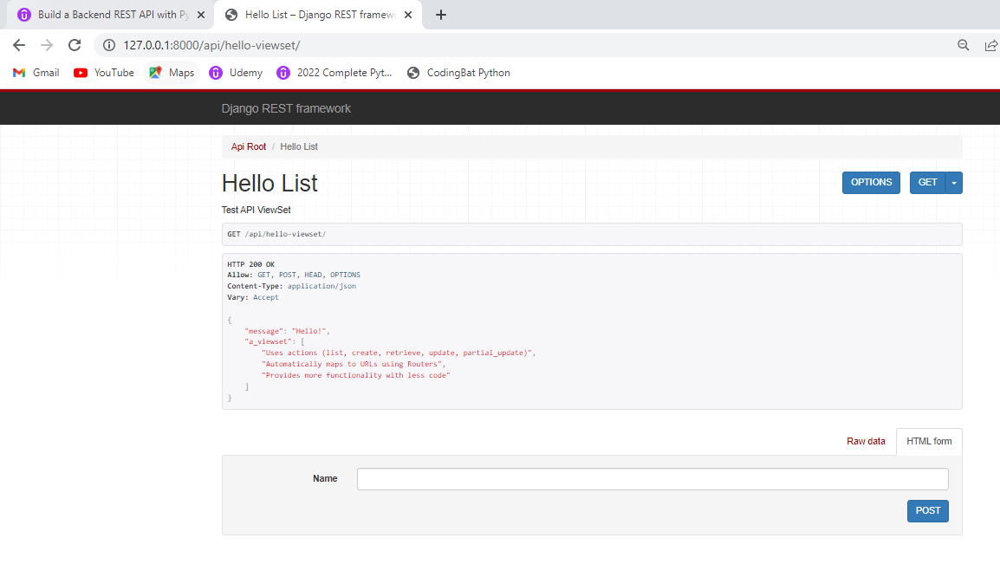 Build a Backend REST API with Py
Hello List – Django REST framewo
127.0.0.1:8000/api/hello-viewset/
Gmail YouTube Maps Udemy 2022 Complete Pyt... CodingBat Python
Django REST framework
Api Root / Hello List
Hello List
OPTIONS GET
Test API ViewSet
GET /api/hello-viewset/
HTTP 200 OK
Allow: GET, POST, HEAD, OPTIONS
Content-Type: application/json
Vary: Accept
{
"message": "Hello!",
"a_viewset": [
"Uses actions (list, create, retrieve, update, partial_update)",
"Automatically maps to URLs using Routers",
"Provides more functionality with less code"
]
}
Raw data HTML form
Name
POST